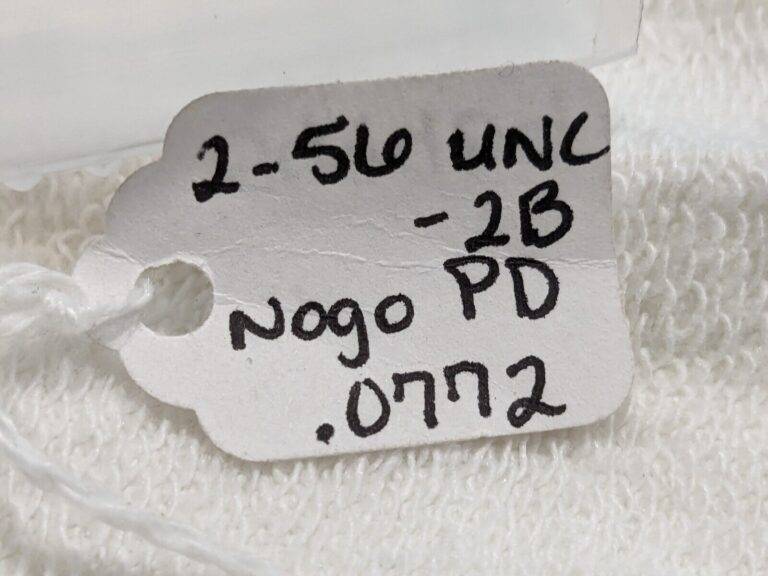 2-56 UNC
-2B
Nogo PD
.0772